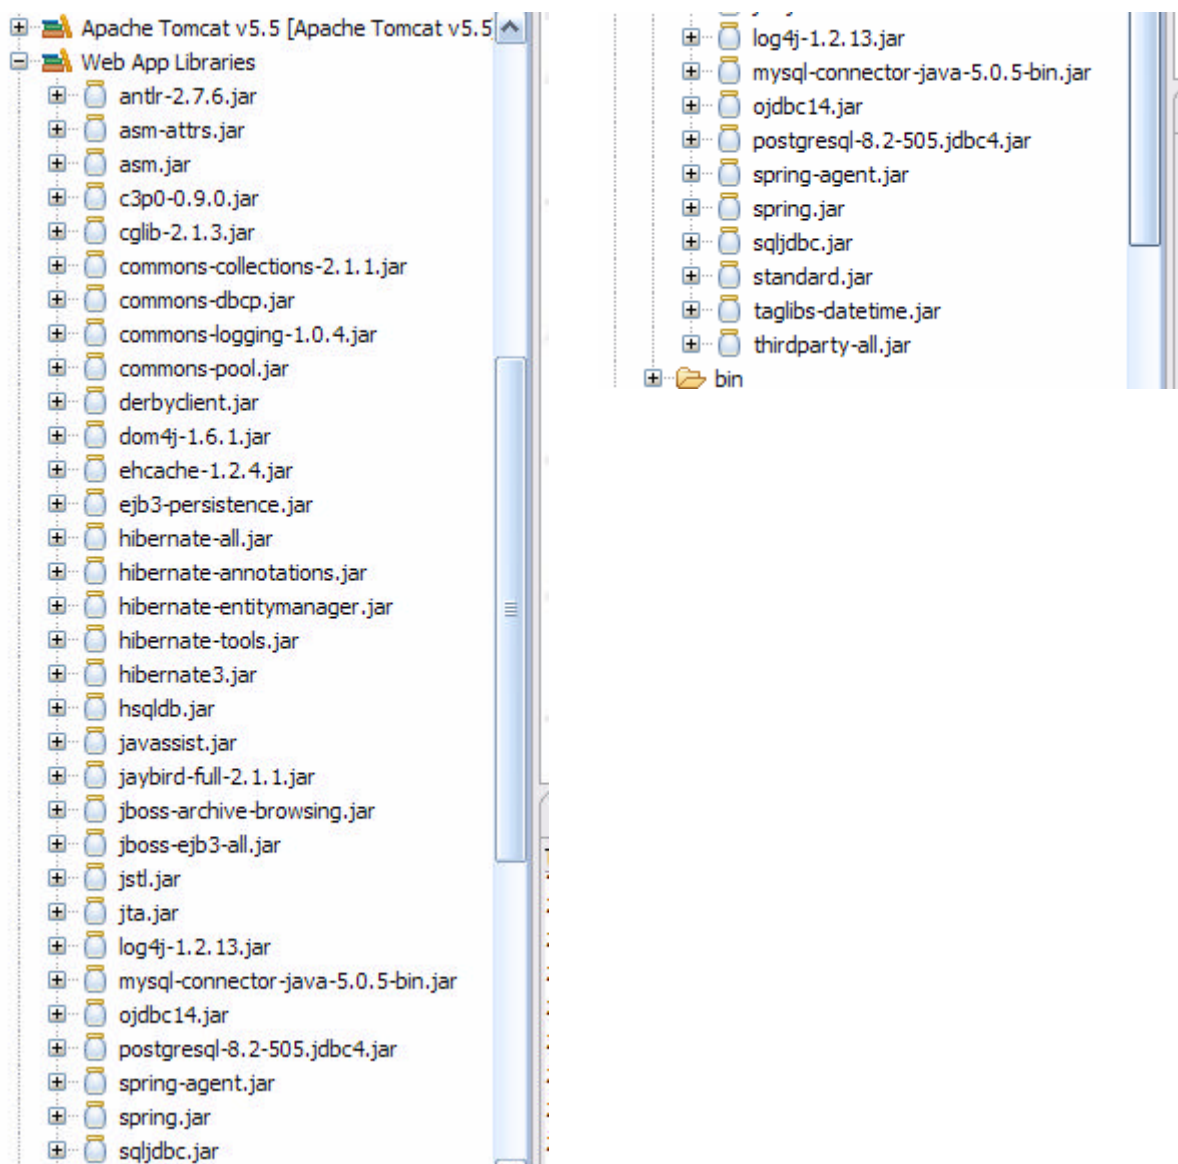 Apache Tomcat v5.5 [Apache Tomcat v5.5
Web App Libraries
antlr-2.7.6.jar
asm-attrs.jar
asm.jar
c3p0-0.9.0.jar
cglib-2.1.3.jar
commons-collections-2.1.1.jar
commons-dbcp.jar
commons-logging-1.0.4.jar
commons-pool.jar
derbyclient.jar
dom4j-1.6.1.jar
ehcache-1.2.4.jar
ejb3-persistence.jar
hibernate-all.jar
hibernate-annotations.jar
hibernate-entitymanager.jar
hibernate-tools.jar
hibernate3.jar
hsqldb.jar
javassist.jar
jaybird-full-2.1.1.jar
jboss-archive-browsing.jar
jboss-ejb3-all.jar
jstl.jar
jta.jar
log4j-1.2.13.jar
mysql-connector-java-5.0.5-bin.jar
ojdbc14.jar
postgresql-8.2-505.jdbc4.jar
spring-agent.jar
spring.jar
sqljdbc.jar
log4j-1.2.13.jar
mysql-connector-java-5.0.5-bin.jar
ojdbc14.jar
postgresql-8.2-505.jdbc4.jar
spring-agent.jar
spring.jar
sqljdbc.jar
standard.jar
taglibs-datetime.jar
thirdparty-all.jar
bin